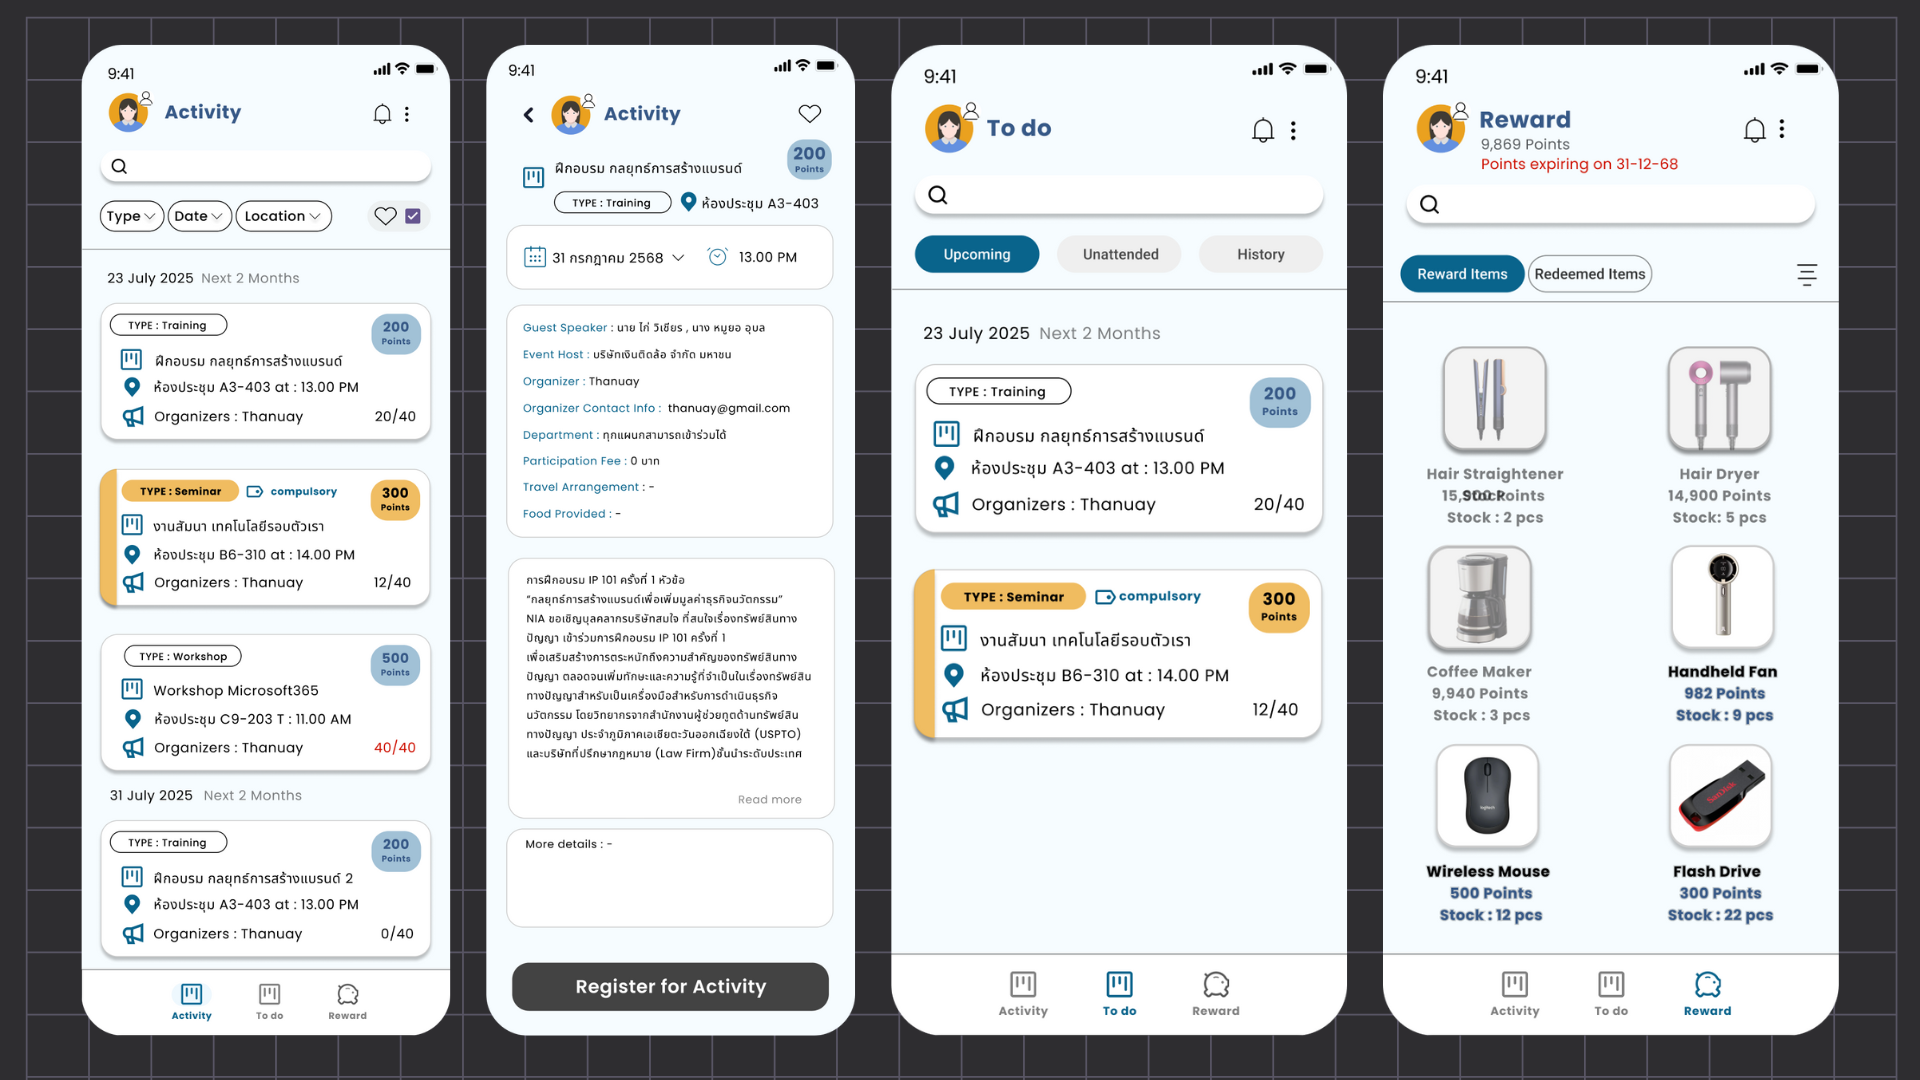 9:41
Activity
Type
Date
Location
23 July 2025 Next 2 Months
TYPE : Training
200
Points
ฝึกอบรม กลยุทธ์การสร้างแบรนด์
ห้องประชุม A3-403 at : 13.00 PM
Organizers : Thanuay 20/40
TYPE : Seminar compulsory
300
Points
งานสัมนา เทคโนโลยีรอบตัวเรา
ห้องประชุม B6-310 at : 14.00 PM
Organizers : Thanuay 12/40
TYPE : Workshop
500
Points
Workshop Microsoft365
ห้องประชุม C9-203 T : 11.00 AM
Organizers : Thanuay 40/40
31 July 2025 Next 2 Months
TYPE : Training
200
Points
ฝึกอบรม กลยุทธ์การสร้างแบรนด์ 2
ห้องประชุม A3-403 at : 13.00 PM
Organizers : Thanuay 0/40
Activity To do Reward
9:41
Activity
200
Points
ฝึกอบรม กลยุทธ์การสร้างแบรนด์
TYPE : Training ห้องประชุม A3-403
31 กรกฎาคม 2568 13.00 PM
Guest Speaker : นาย ไก่ วิเชียร , นาง หมูยอ อุบล
Event Host : บริษัทเงินติดล้อ จำกัด มหาชน
Organizer : Thanuay
Organizer Contact Info : thanuay@gmail.com
Department : ทุกแผนกสามารถเข้าร่วมได้
Participation Fee : 0 บาท
Travel Arrangement : -
Food Provided : -
การฝึกอบรม IP 101 ครั้งที่ 1 หัวข้อ
“กลยุทธ์การสร้างแบรนด์เพื่อเพิ่มมูลค่าธุรกิจนวัตกรรม”
NIA ขอเชิญบุคลากรบริษัทสมใจ ที่สนใจเรื่องทรัพย์สินทาง
ปัญญา เข้าร่วมการฝึกอบรม IP 101 ครั้งที่ 1
เพื่อเสริมสร้างการตระหนักถึงความสำคัญของทรัพย์สินทาง
ปัญญา ตลอดจนเพิ่มทักษะและความรู้ที่จำเป็นในเรื่องทรัพย์สิน
ทางปัญญาสำหรับเป็นเครื่องมือสำหรับการดำเนินธุรกิจ
นวัตกรรม โดยวิทยากรจากสำนักงานผู้ช่วยทูตด้านทรัพย์สิน
ทางปัญญา ประจำภูมิภาคเอเชียตะวันออกเฉียงใต้ (USPTO)
และบริษัทที่ปรึกษากฎหมาย (Law Firm)ชั้นนำระดับประเทศ
Read more
More details : -
Register for Activity
9:41
To do
Upcoming Unattended History
23 July 2025 Next 2 Months
TYPE : Training
200
Points
ฝึกอบรม กลยุทธ์การสร้างแบรนด์
ห้องประชุม A3-403 at : 13.00 PM
Organizers : Thanuay 20/40
TYPE : Seminar compulsory
300
Points
งานสัมนา เทคโนโลยีรอบตัวเรา
ห้องประชุม B6-310 at : 14.00 PM
Organizers : Thanuay 12/40
Activity To do Reward
9:41
Reward
9,869 Points
Points expiring on 31-12-68
Reward Items Redeemed Items
Hair Straightener
Points
Stock : 2 pcs
Hair Dryer
14,900 Points
Stock: 5 pcs
Coffee Maker
9,940 Points
Stock : 3 pcs
Handheld Fan
982 Points
Stock : 9 pcs
logitech
Wireless Mouse
500 Points
Stock : 12 pcs
SanDisk
Flash Drive
300 Points
Stock : 22 pcs
Activity To do Reward